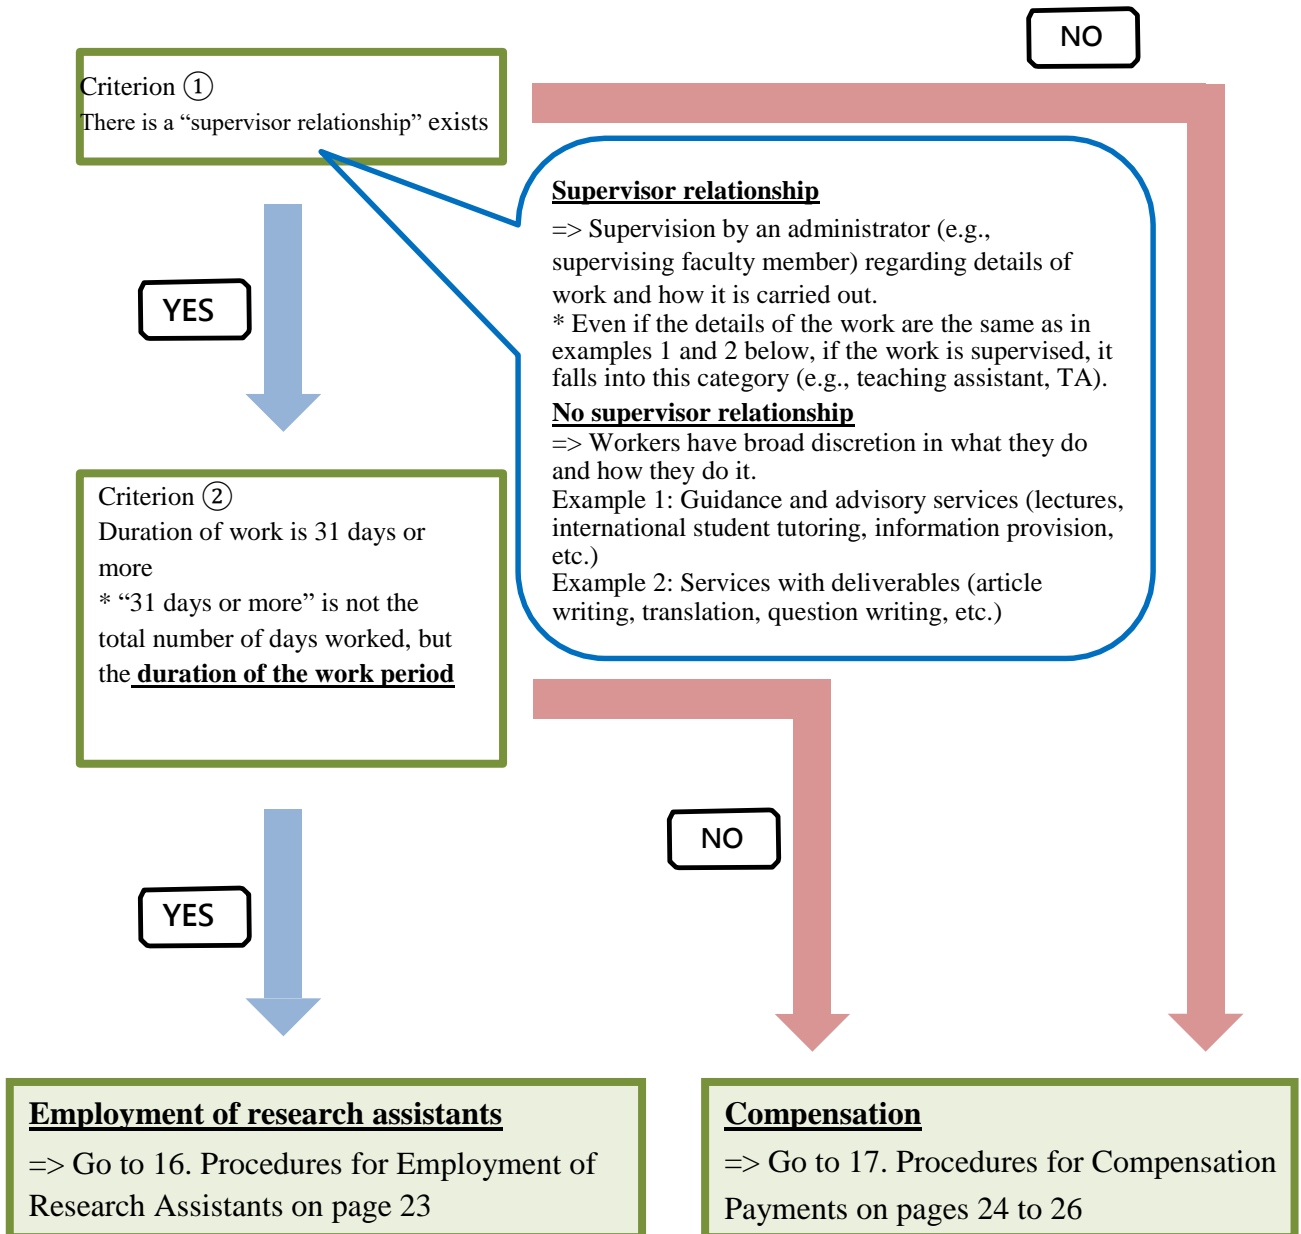 NO
Criterion ①
There is a “supervisor relationship” exists
Supervisor relationship
=> Supervision by an administrator (e.g.,
supervising faculty member) regarding details of
work and how it is carried out.
* Even if the details of the work are the same as in
examples 1 and 2 below, if the work is supervised, it
falls into this category (e.g., teaching assistant, TA).
No supervisor relationship
=> Workers have broad discretion in what they do
and how they do it.
Example 1: Guidance and advisory services (lectures,
international student tutoring, information provision,
etc.)
Example 2: Services with deliverables (article
writing, translation, question writing, etc.)
YES
Criterion ②
Duration of work is 31 days or
more
* “31 days or more” is not the
total number of days worked, but
the duration of the work period
NO
YES
Employment of research assistants
=> Go to 16. Procedures for Employment of
Research Assistants on page 23
Compensation
=> Go to 17. Procedures for Compensation
Payments on pages 24 to 26